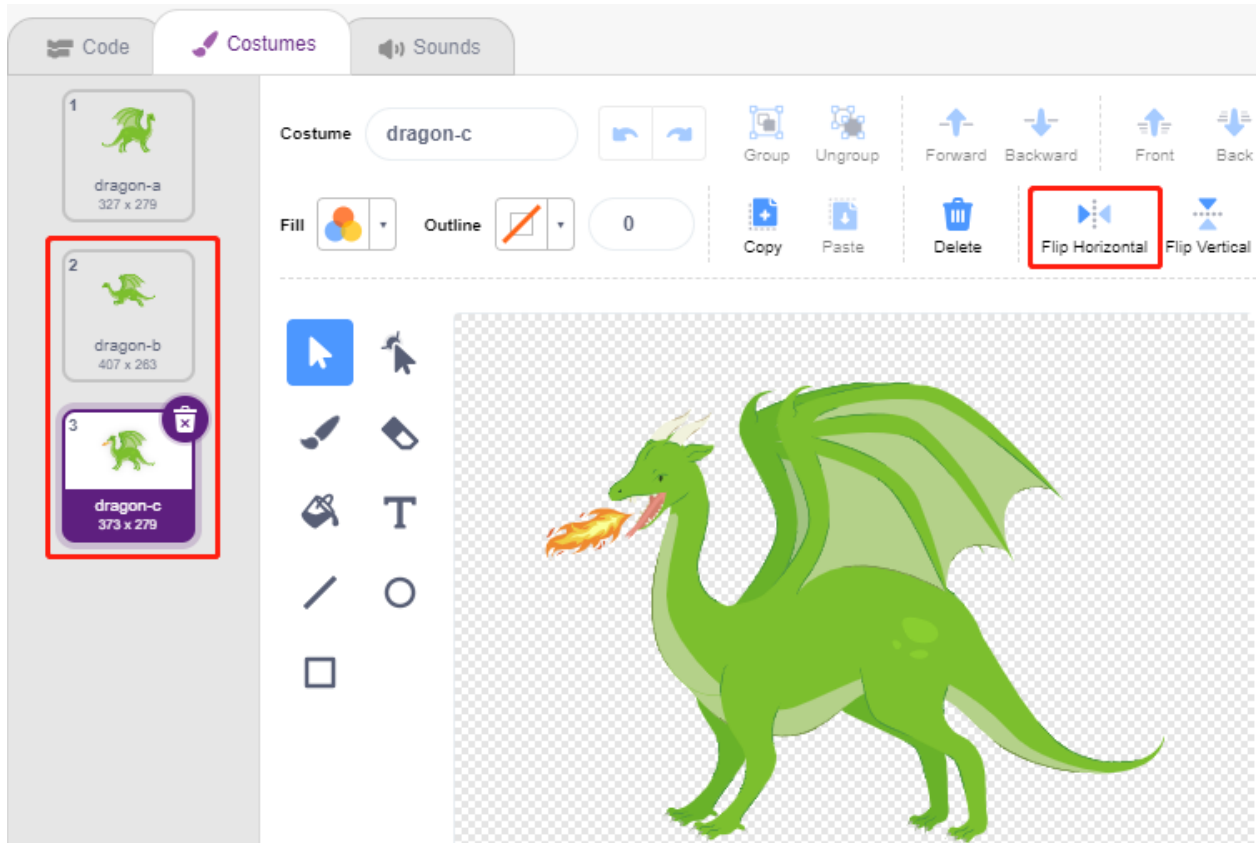 Code
Costumes
Sounds
1
dragon-a
327 x 279
2
dragon-b
407 x 263
3
dragon-c
373 x 279
Costume
dragon-c
Group
Ungroup
Forward
Backward
Front
Back
Fill
Outline
0
Copy
Paste
Delete
Flip Horizontal
Flip Vertical
T